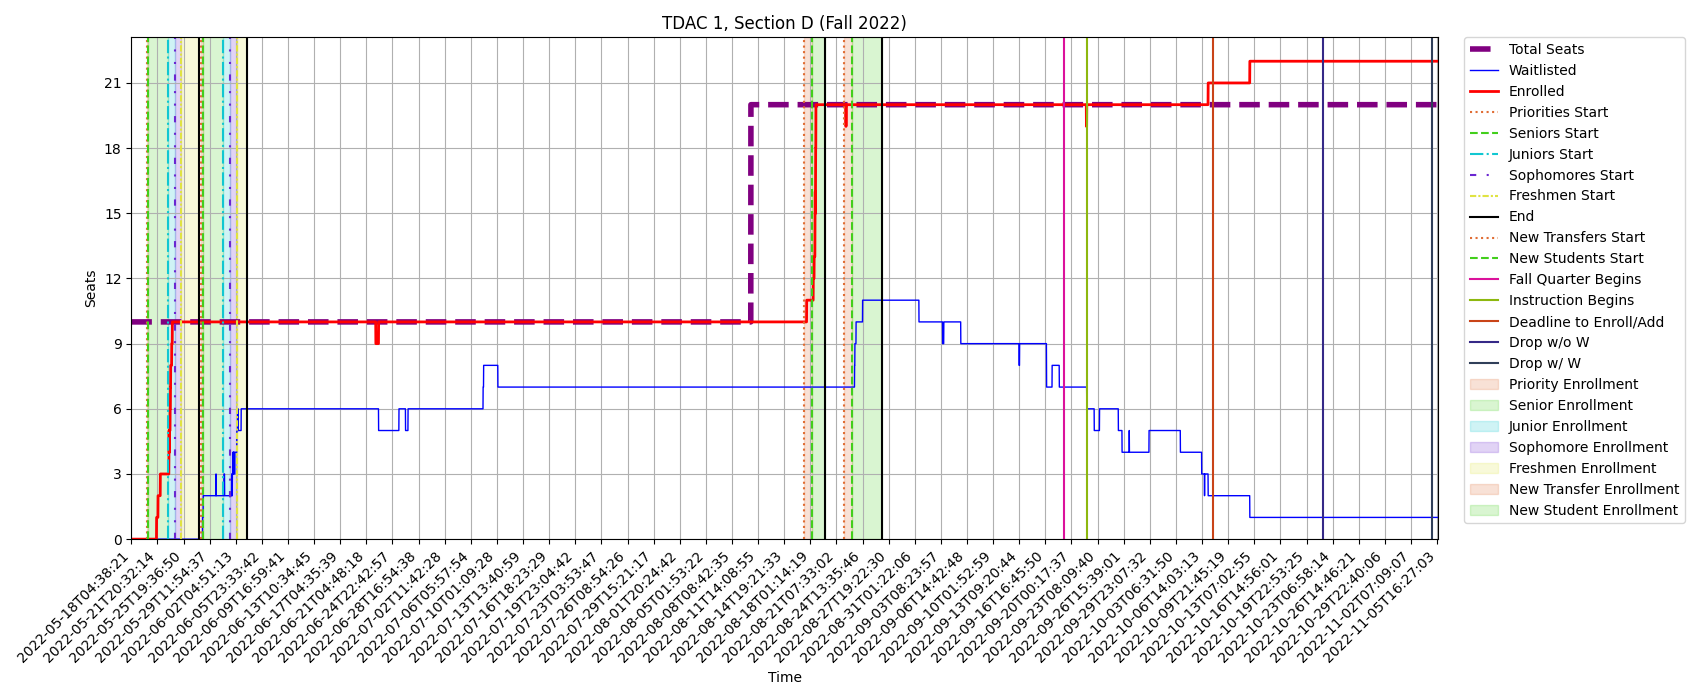 TDAC 1, Section D (Fall 2022)
Seats
21
18
15
12
9
6
3
0
2022-05-18T04:38:21
2022-05-21T20:32:14
2022-05-25T19:36:50
2022-05-29T11:54:37
2022-06-02T04:51:13
2022-06-05T23:33:42
2022-06-09T16:59:41
2022-06-13T10:34:45
2022-06-17T04:35:39
2022-06-21T04:48:18
2022-06-24T22:42:57
2022-06-28T16:54:38
2022-07-02T11:42:28
2022-07-06T05:57:54
2022-07-10T01:09:28
2022-07-13T13:40:59
2022-07-16T18:23:29
2022-07-19T23:04:42
2022-07-23T03:53:47
2022-07-26T08:54:26
2022-07-29T15:21:17
2022-08-01T20:24:42
2022-08-05T01:53:22
2022-08-08T08:42:35
2022-08-11T14:08:55
2022-08-14T19:21:33
2022-08-18T01:14:19
2022-08-21T07:33:02
2022-08-24T13:35:46
2022-08-27T19:22:30
2022-08-31T01:22:06
2022-09-03T08:23:57
2022-09-06T14:42:48
2022-09-10T01:52:59
2022-09-13T09:20:44
2022-09-16T16:45:50
2022-09-20T00:17:37
2022-09-23T08:09:40
2022-09-26T15:39:01
2022-09-29T23:07:32
2022-10-03T06:31:50
2022-10-06T14:03:13
2022-10-09T21:45:19
2022-10-13T07:02:55
2022-10-16T14:56:01
2022-10-19T22:53:25
2022-10-23T06:58:14
2022-10-26T14:46:21
2022-10-29T22:40:06
2022-11-02T07:09:07
2022-11-05T16:27:03
Time
Total Seats
Waitlisted
Enrolled
Priorities Start
Seniors Start
Juniors Start
Sophomores Start
Freshmen Start
End
New Transfers Start
New Students Start
Fall Quarter Begins
Instruction Begins
Deadline to Enroll/Add
Drop w/o W
Drop w/ W
Priority Enrollment
Senior Enrollment
Junior Enrollment
Sophomore Enrollment
Freshmen Enrollment
New Transfer Enrollment
New Student Enrollment